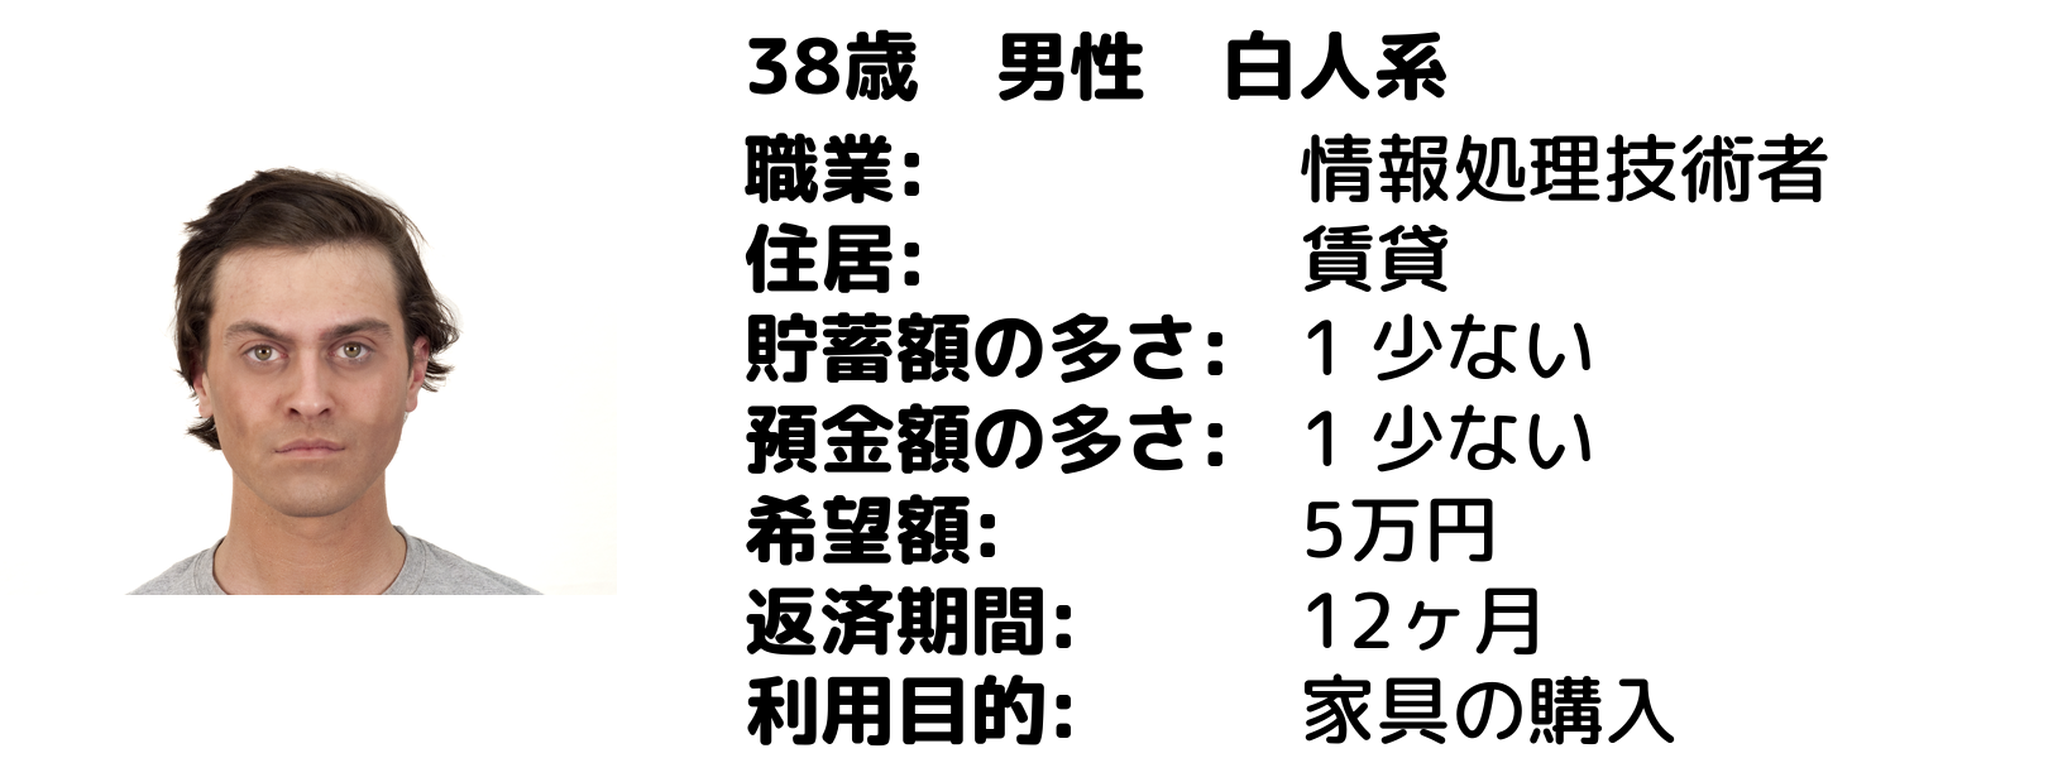 38歳　男性　白人系
職業: 情報処理技術者
住居: 賃貸
貯蓄額の多さ: 1 少ない
預金額の多さ: 1 少ない
希望額: 5万円
返済期間: 12ヶ月
利用目的: 家具の購入